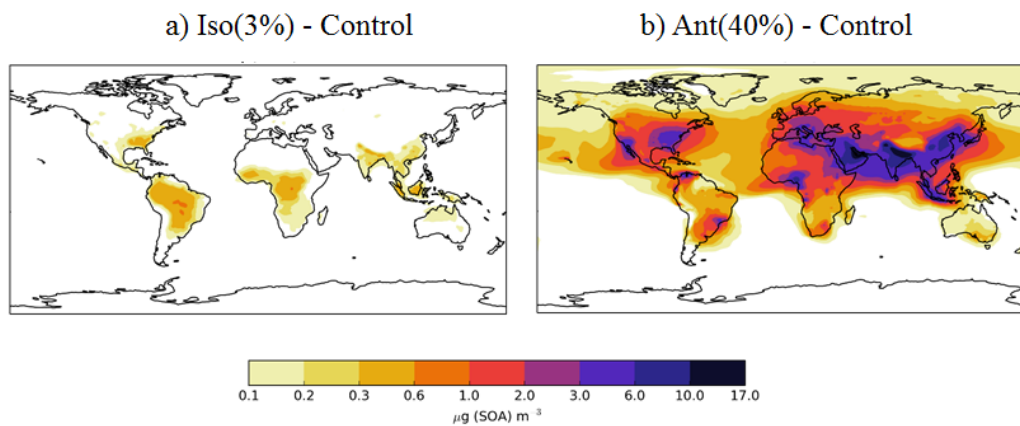 a) Iso(3%) - Control
b) Ant(40%) - Control
0.1 0.2 0.3 0.6 1.0 2.0 3.0 6.0 10.0 17.0
μg (SOA) m⁻³